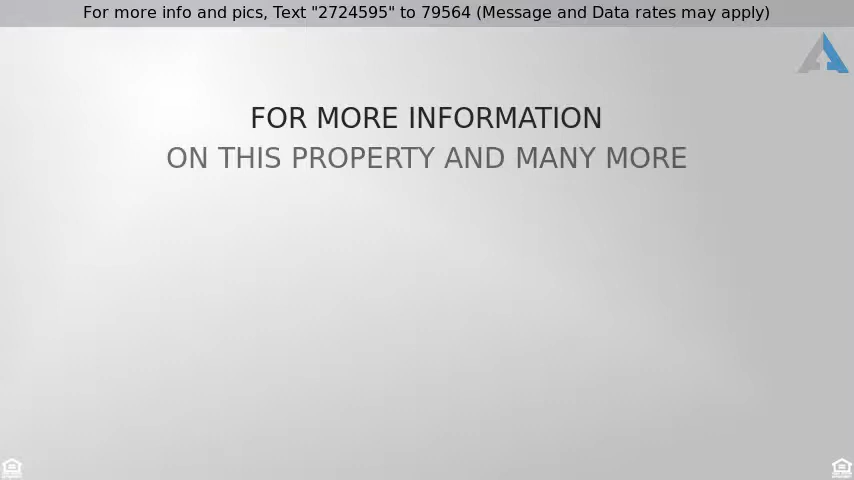 For more info and pics, Text "2724595" to 79564 (Message and Data rates may apply)
FOR MORE INFORMATION
ON THIS PROPERTY AND MANY MORE